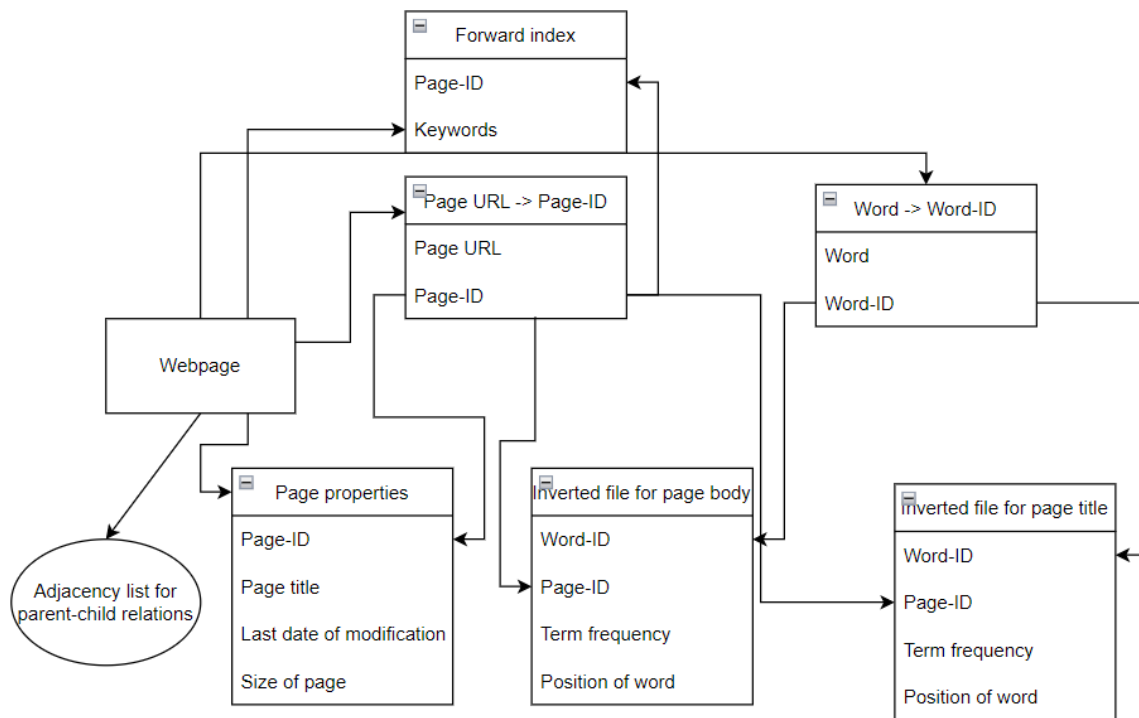 Forward index
Page-ID
Keywords
Page URL -> Page-ID
Page URL
Page-ID
Word -> Word-ID
Word
Word-ID
Webpage
Adjacency list for
parent-child relations
Page properties
Page-ID
Page title
Last date of modification
Size of page
Inverted file for page body
Word-ID
Page-ID
Term frequency
Position of word
Inverted file for page title
Word-ID
Page-ID
Term frequency
Position of word